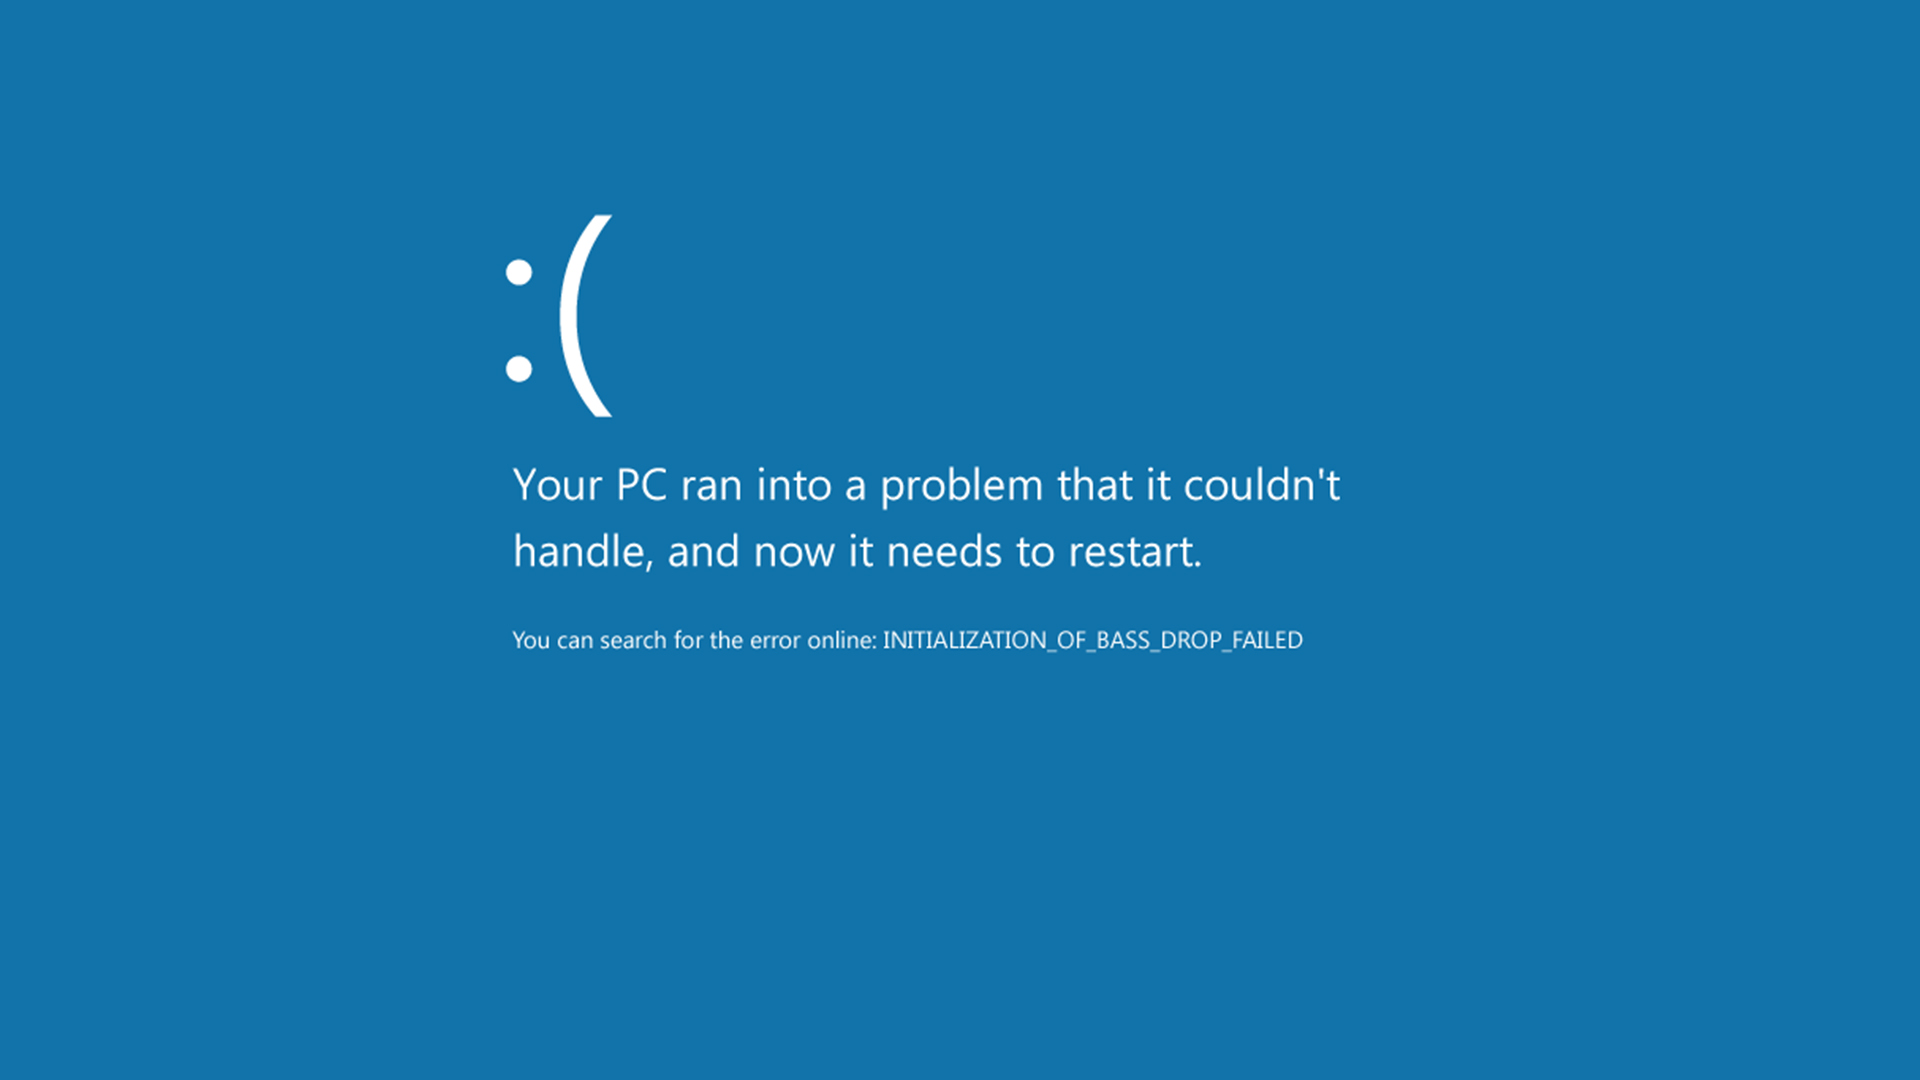 :(
Your PC ran into a problem that it couldn't
handle, and now it needs to restart.
You can search for the error online: INITIALIZATION_OF_BASS_DROP_FAILED